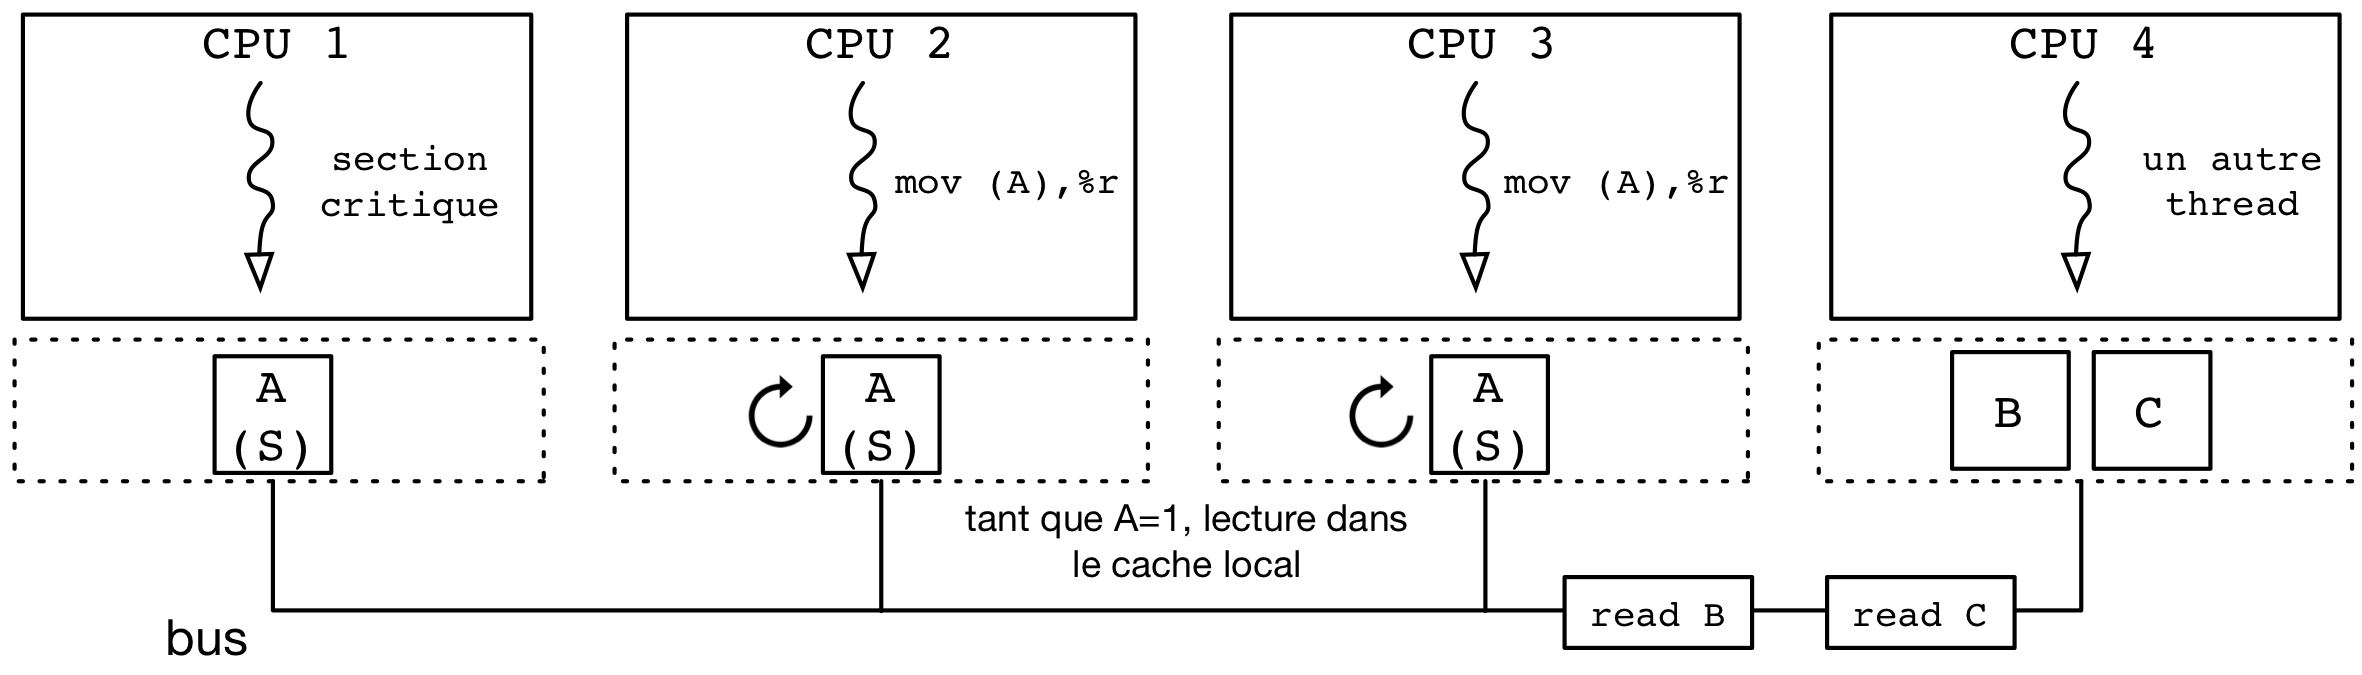 CPU 1
section
critique
CPU 2
mov (A),%r
CPU 3
mov (A),%r
CPU 4
un autre
thread
A
(S)
A
(S)
A
(S)
B
C
tant que A=1, lecture dans
le cache local
read B
read C
bus